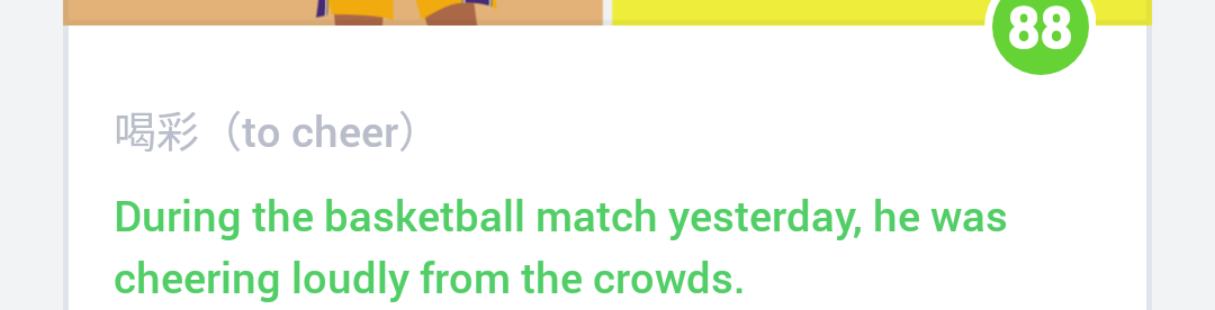 88
喝彩（to cheer）
During the basketball match yesterday, he was
cheering loudly from the crowds.